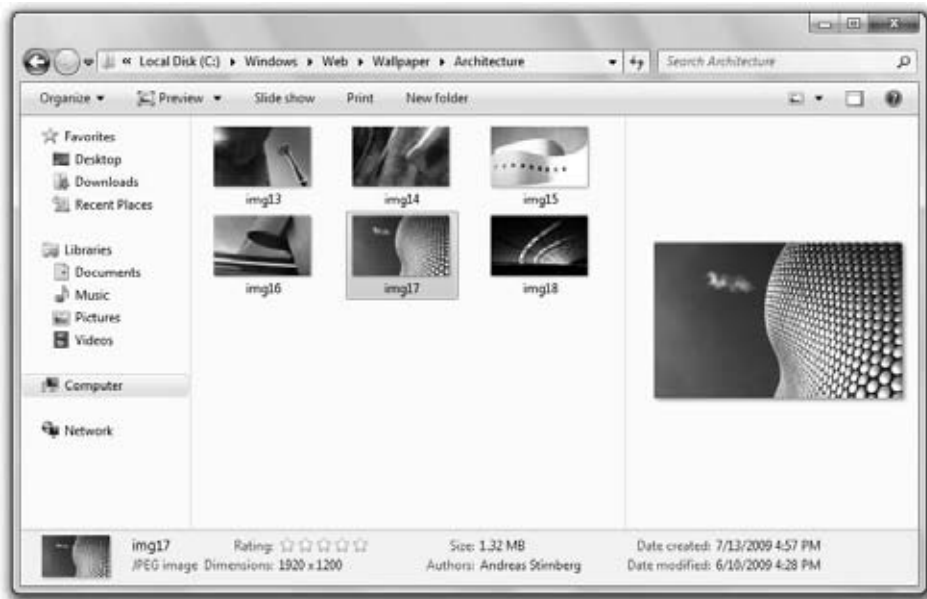 « Local Disk (C:) ▸ Windows ▸ Web ▸ Wallpaper ▸ Architecture
Search Architecture
Organize ▾ Preview ▾ Slide show Print New folder
Favorites
Desktop
Downloads
Recent Places
Libraries
Documents
Music
Pictures
Videos
Computer
Network
img13 img14 img15
img16 img17 img18
img17 Rating: Size: 1.32 MB Date created: 7/13/2009 4:57 PM
JPEG image Dimensions: 1920 x 1200 Authors: Andreas Stirnberg Date modified: 6/10/2009 4:28 PM